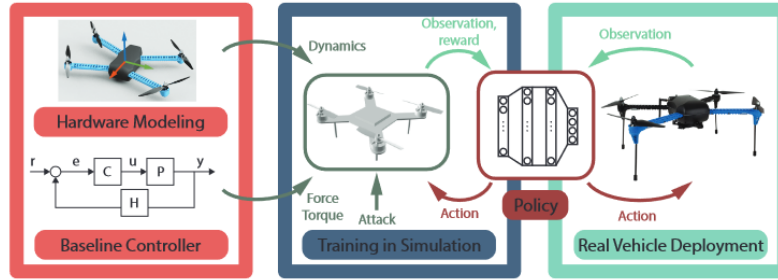 Hardware Modeling
r
e
C
u
P
y
H
Baseline Controller
Dynamics
Force
Torque
Attack
Observation,
reward
Action
Training in Simulation
Policy
Observation
Action
Real Vehicle Deployment